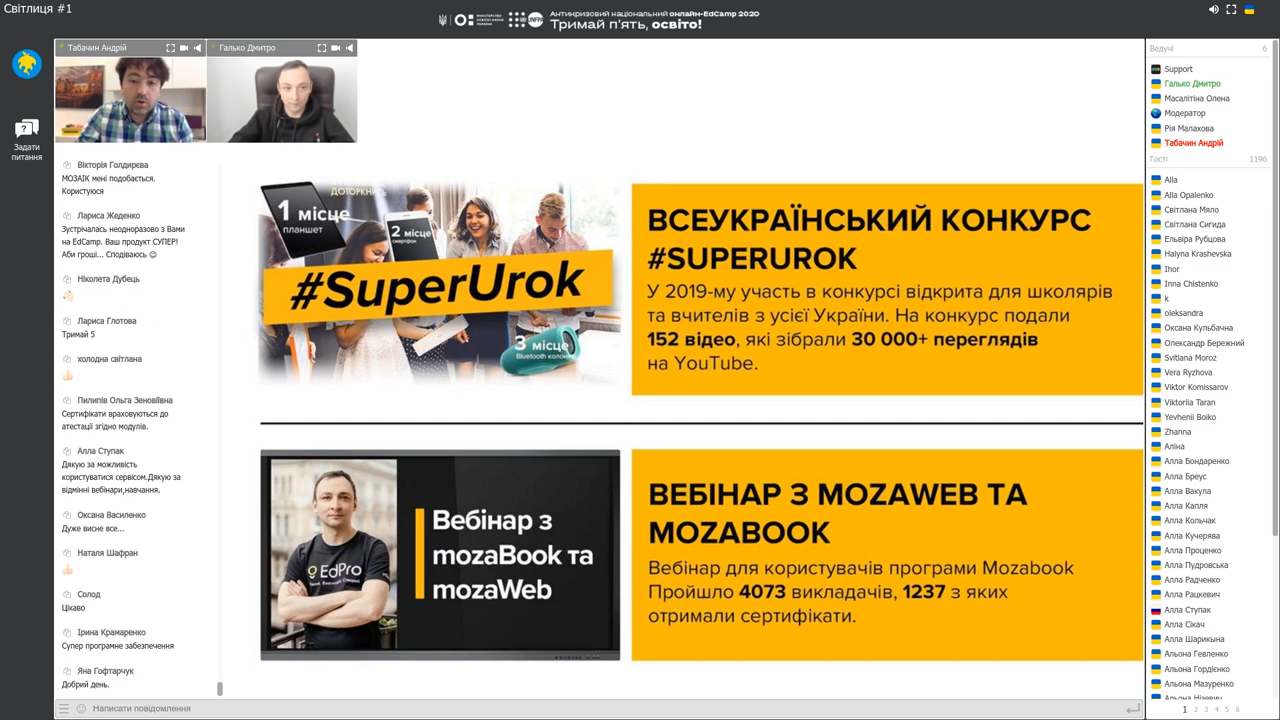 Світлиця #1
МІНІСТЕРСТВО
Антикризовий національний онлайн-EdCamp 2020
Тримай п'ять, освіто!
Табачин Андрій
Галько Дмитро
Задати
питання
Вікторія Голдирєва
МОЗАІК мені подобається.
Користуюся
Лариса Жеденко
Зустрічалась неодноразово з Вами
на EdCamp. Ваш продукт СУПЕР!
Аби гроші... Сподіваюсь
Ніколета Дубець
Лариса Глотова
Тримай 5
холодна світлана
Пилипів Ольга Зеновіївна
Сертифікати враховуються до
атестації згідно модулів.
Алла Ступак
Дякую за можливість
користуватися сервісом.Дякую за
відмінні вебінари,навчання.
Оксана Василенко
Дуже висне все...
Наталя Шафран
Солод
Цікаво
Ірина Крамаренко
Супер програмне забезпечення
Яна Гофтарчук
Добрий день.
Написати повідомлення
ДОТОРКНИСЬ
1 місце
планшет
2 місце
смартфон
#SuperUrok
3 місце
Bluetooth колонка
ВСЕУКРАЇНСЬКИЙ КОНКУРС
#SUPERUROK
У 2019-му участь в конкурсі відкрита для школярів
та вчителів з усієї України. На конкурс подали
152 відео, які зібрали 30 000+ переглядів
на YouTube.
EdPro
Вебінар з
mozaBook та
mozaWeb
ВЕБІНАР З MOZAWEB ТА
MOZABOOK
Вебінар для користувачів програми Mozabook
Пройшло 4073 викладачів, 1237 з яких
отримали сертифікати.
Ведучі 6
Support
Галько Дмитро
Масалітіна Олена
Модератор
Рія Малахова
Табачин Андрій
Гості 1196
Alla
Alla Opalenko
Світлана Мяло
Світлана Сигида
Ельвіра Рубцова
Halyna Krashevska
Ihor
Inna Chistenko
k
oleksandra
Оксана Кульбачна
Олександр Бережний
Svitlana Moroz
Vera Ryzhova
Viktor Komissarov
Viktoriia Taran
Yevhenii Boiko
Zhanna
Аліна
Алла Бондаренко
Алла Бреус
Алла Вакула
Алла Капля
Алла Кольчак
Алла Кучерява
Алла Проценко
Алла Пудровська
Алла Радченко
Алла Рацкевич
Алла Ступак
Алла Сікач
Алла Шарикына
Альона Гевленко
Альона Гордієнко
Альона Мазуренко
Альона Нізевич
1 2 3 4 5 6